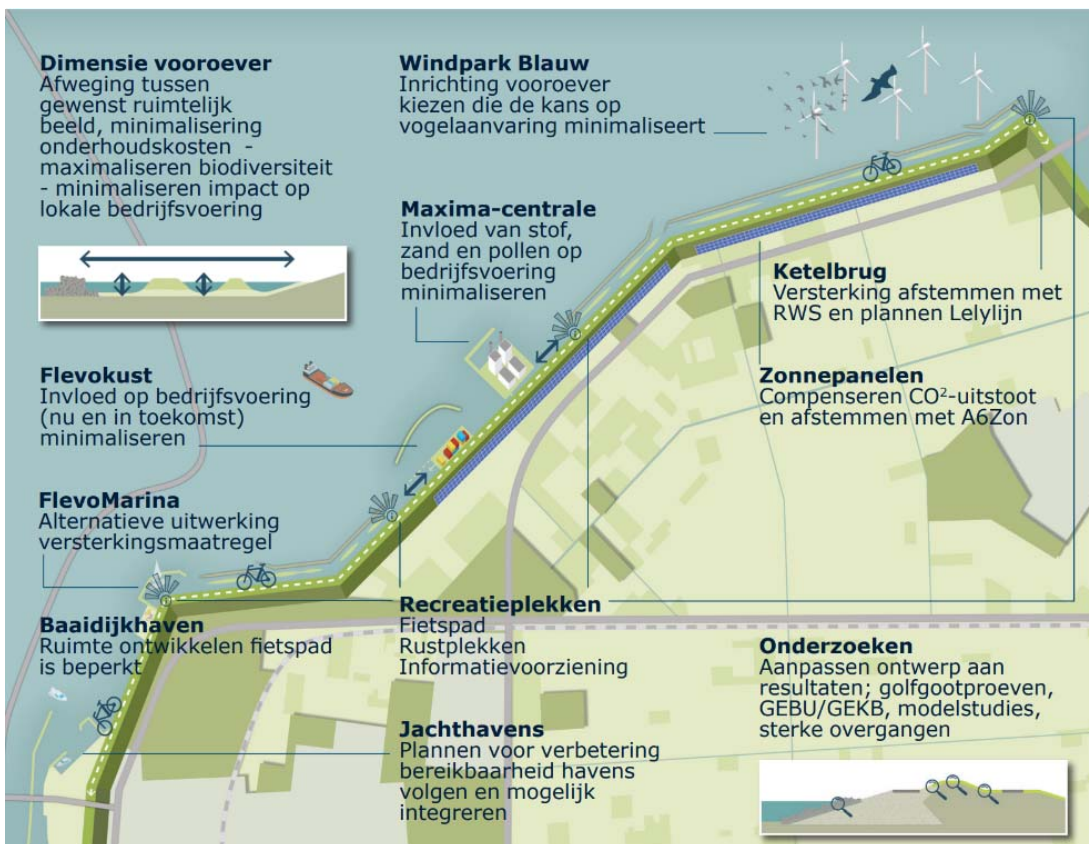 Dimensie vooroever
Afweging tussen
gewenst ruimtelijk
beeld, minimalisering
onderhoudskosten -
maximaliseren biodiversiteit
- minimaliseren impact op
lokale bedrijfsvoering
Windpark Blauw
Inrichting vooroever
kiezen die de kans op
vogelaanvaring minimaliseert
Maxima-centrale
Invloed van stof,
zand en pollen op
bedrijfsvoering
minimaliseren
Ketelbrug
Versterking afstemmen met
RWS en plannen Lelylijn
Flevokust
Invloed op bedrijfsvoering
(nu en in toekomst)
minimaliseren
Zonnepanelen
Compenseren CO²-uitstoot
en afstemmen met A6Zon
FlevoMarina
Alternatieve uitwerking
versterkingsmaatregel
Baaidijkhaven
Ruimte ontwikkelen fietspad
is beperkt
Recreatieplekken
Fietspad
Rustplekken
Informatievoorziening
Onderzoeken
Aanpassen ontwerp aan
resultaten; golfgootproeven,
GEBU/GEKB, modelstudies,
sterke overgangen
Jachthavens
Plannen voor verbetering
bereikbaarheid havens
volgen en mogelijk
integreren